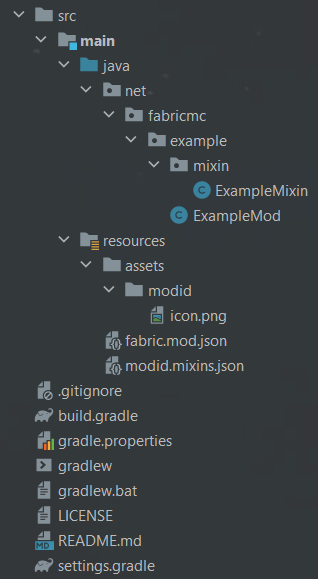 src
main
java
net
fabricmc
example
mixin
ExampleMixin
ExampleMod
resources
assets
modid
icon.png
fabric.mod.json
modid.mixins.json
.gitignore
build.gradle
gradle.properties
gradlew
gradlew.bat
LICENSE
README.md
settings.gradle